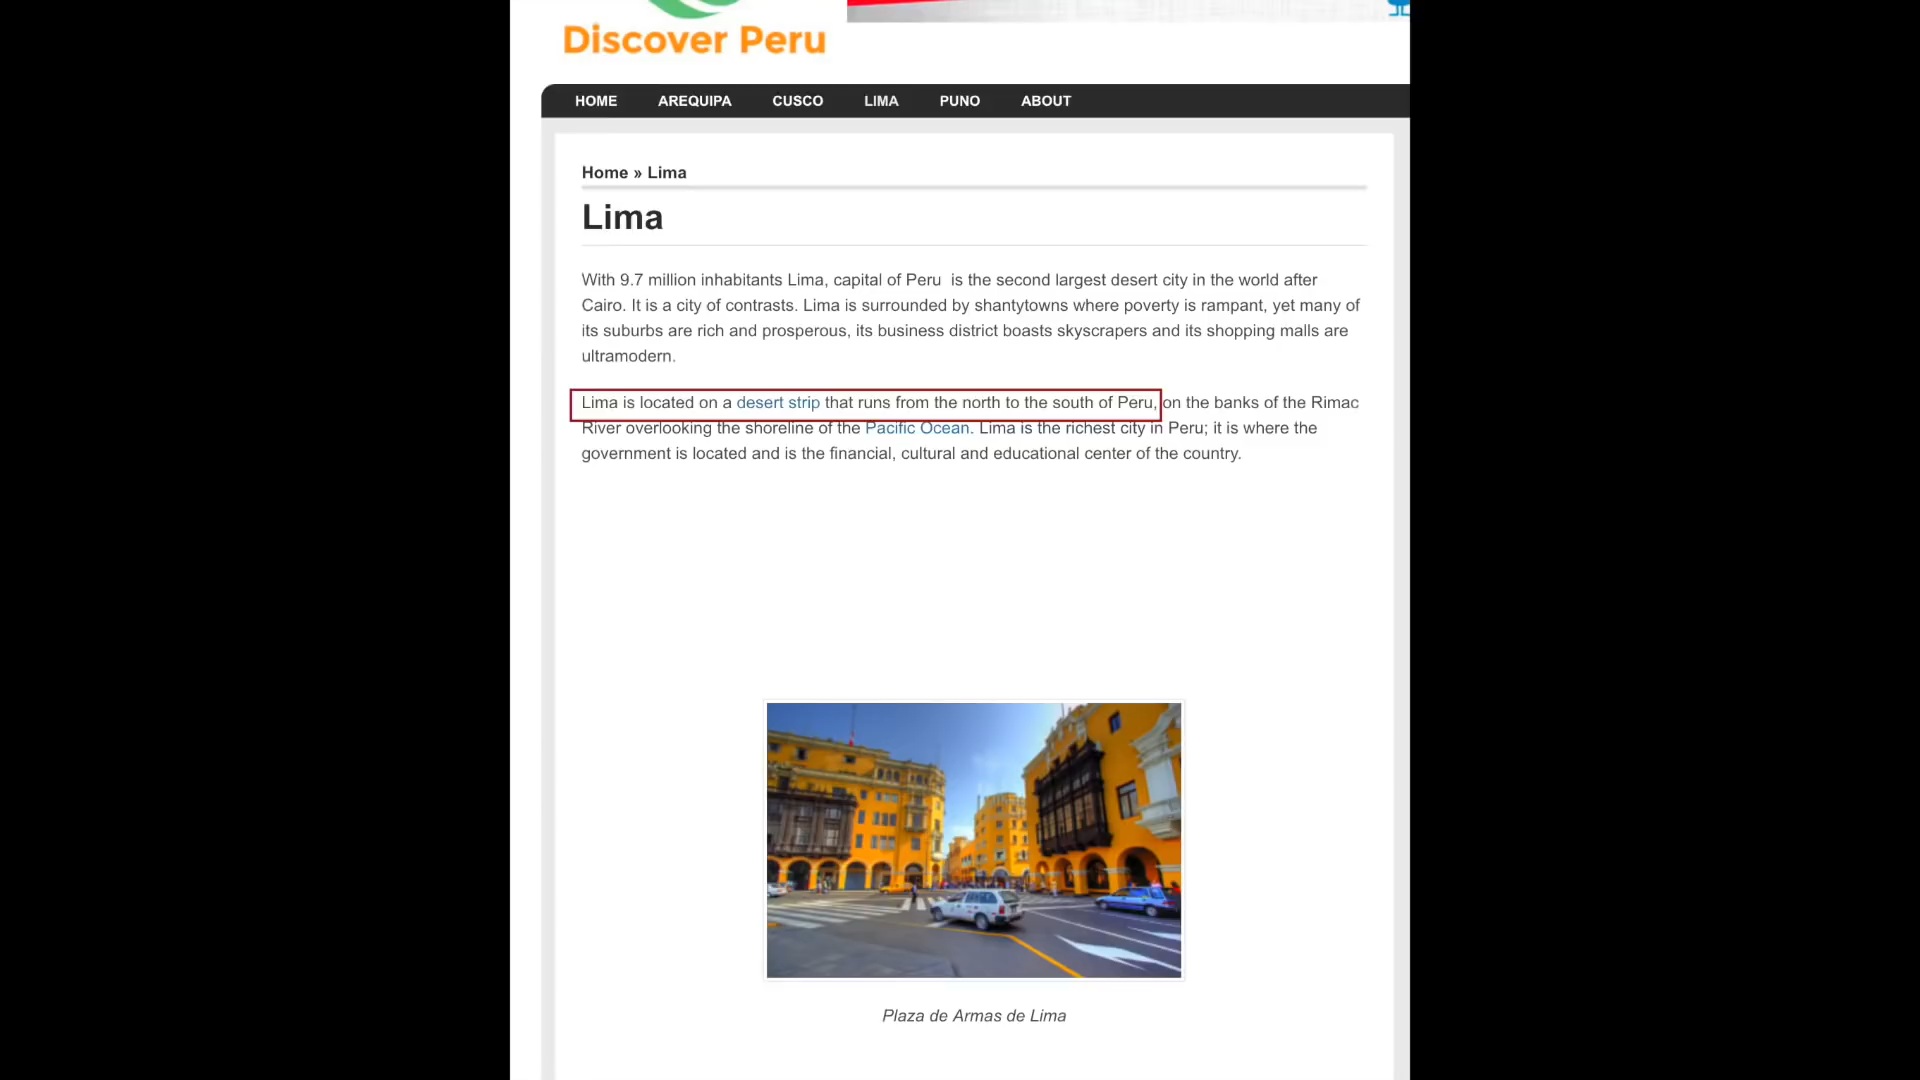 Discover Peru
HOME AREQUIPA CUSCO LIMA PUNO ABOUT
Home » Lima
Lima
With 9.7 million inhabitants Lima, capital of Peru  is the second largest desert city in the world after
Cairo. It is a city of contrasts. Lima is surrounded by shantytowns where poverty is rampant, yet many of
its suburbs are rich and prosperous, its business district boasts skyscrapers and its shopping malls are
ultramodern.
Lima is located on a desert strip that runs from the north to the south of Peru, on the banks of the Rimac
River overlooking the shoreline of the Pacific Ocean. Lima is the richest city in Peru; it is where the
government is located and is the financial, cultural and educational center of the country.
Plaza de Armas de Lima